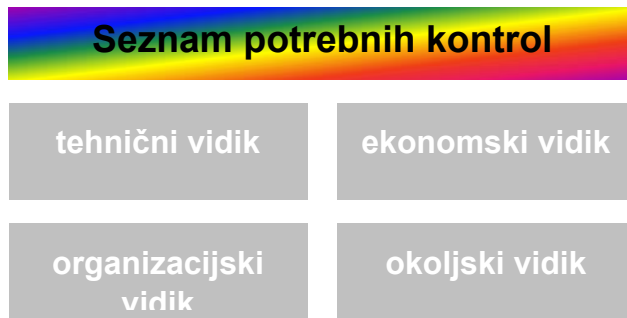 Seznam potrebnih kontrol
tehnični vidik
ekonomski vidik
organizacijski
vidik
okoljski vidik